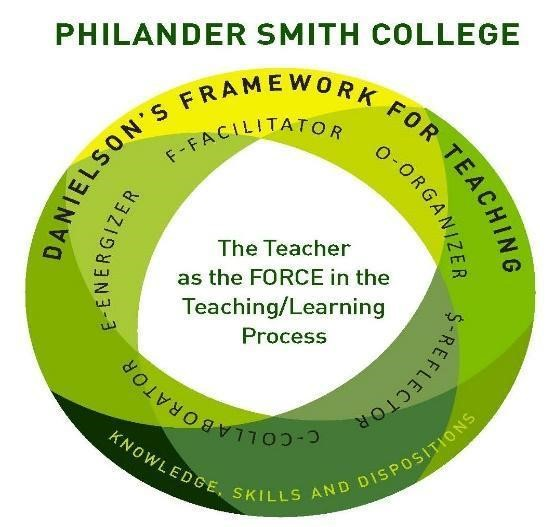 PHILANDER SMITH COLLEGE
DANIELSON'S FRAMEWORK FOR TEACHING
F-FACILITATOR
O-ORGANIZER
$-REFLECTOR
C-COLLABORATOR
E-ENERGIZER
The Teacher
as the FORCE in the
Teaching/Learning
Process
KNOWLEDGE, SKILLS AND DISPOSITIONS